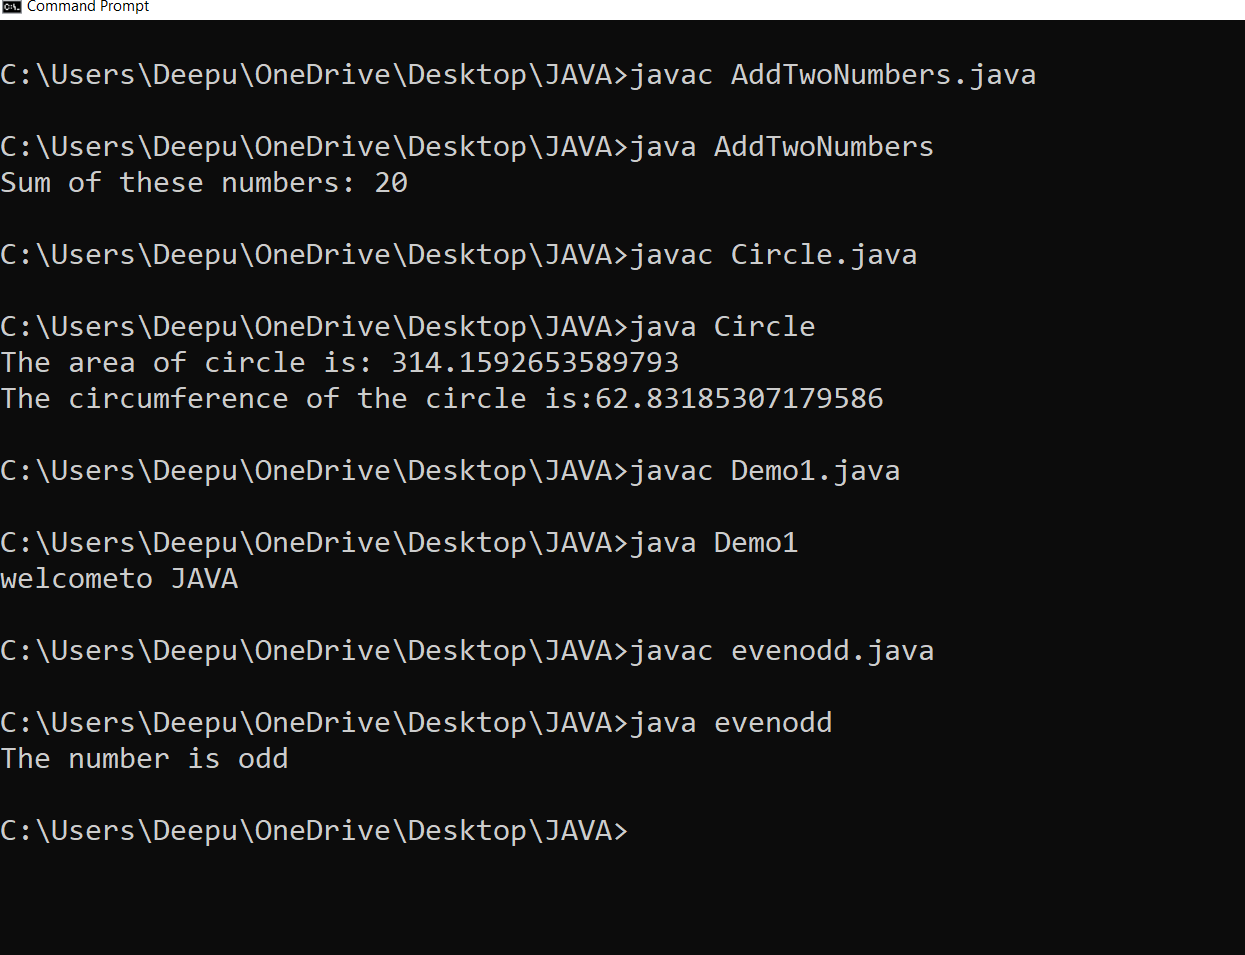 Command Prompt
C:\Users\Deepu\OneDrive\Desktop\JAVA>javac AddTwoNumbers.java
C:\Users\Deepu\OneDrive\Desktop\JAVA>java AddTwoNumbers
Sum of these numbers: 20
C:\Users\Deepu\OneDrive\Desktop\JAVA>javac Circle.java
C:\Users\Deepu\OneDrive\Desktop\JAVA>java Circle
The area of circle is: 314.1592653589793
The circumference of the circle is:62.83185307179586
C:\Users\Deepu\OneDrive\Desktop\JAVA>javac Demo1.java
C:\Users\Deepu\OneDrive\Desktop\JAVA>java Demo1
welcometo JAVA
C:\Users\Deepu\OneDrive\Desktop\JAVA>javac evenodd.java
C:\Users\Deepu\OneDrive\Desktop\JAVA>java evenodd
The number is odd
C:\Users\Deepu\OneDrive\Desktop\JAVA>